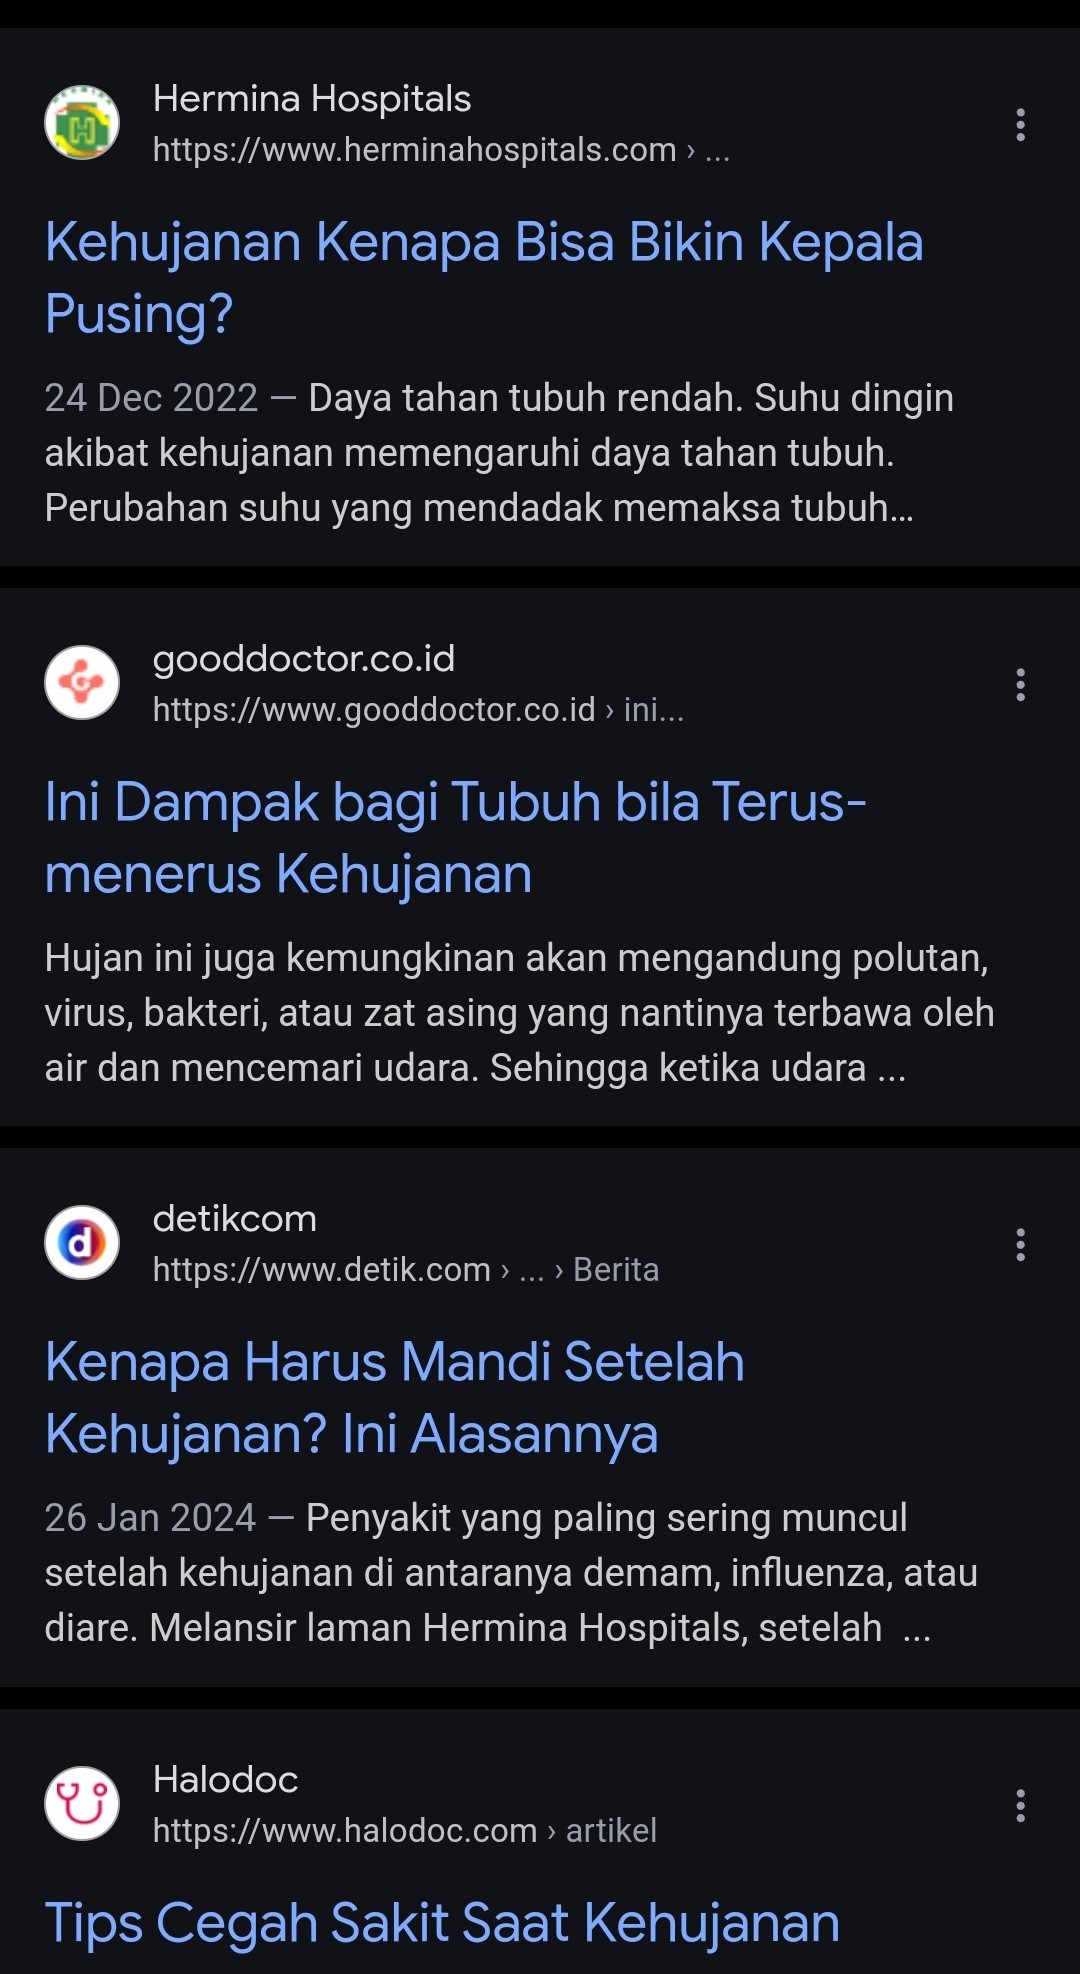 Hermina Hospitals
https://www.herminahospitals.com › ...
Kehujanan Kenapa Bisa Bikin Kepala
Pusing?
24 Dec 2022 — Daya tahan tubuh rendah. Suhu dingin
akibat kehujanan memengaruhi daya tahan tubuh.
Perubahan suhu yang mendadak memaksa tubuh...
gooddoctor.co.id
https://www.gooddoctor.co.id › ini...
Ini Dampak bagi Tubuh bila Terus-
menerus Kehujanan
Hujan ini juga kemungkinan akan mengandung polutan,
virus, bakteri, atau zat asing yang nantinya terbawa oleh
air dan mencemari udara. Sehingga ketika udara ...
detikcom
https://www.detik.com › ... › Berita
Kenapa Harus Mandi Setelah
Kehujanan? Ini Alasannya
26 Jan 2024 — Penyakit yang paling sering muncul
setelah kehujanan di antaranya demam, influenza, atau
diare. Melansir laman Hermina Hospitals, setelah ...
Halodoc
https://www.halodoc.com › artikel
Tips Cegah Sakit Saat Kehujanan